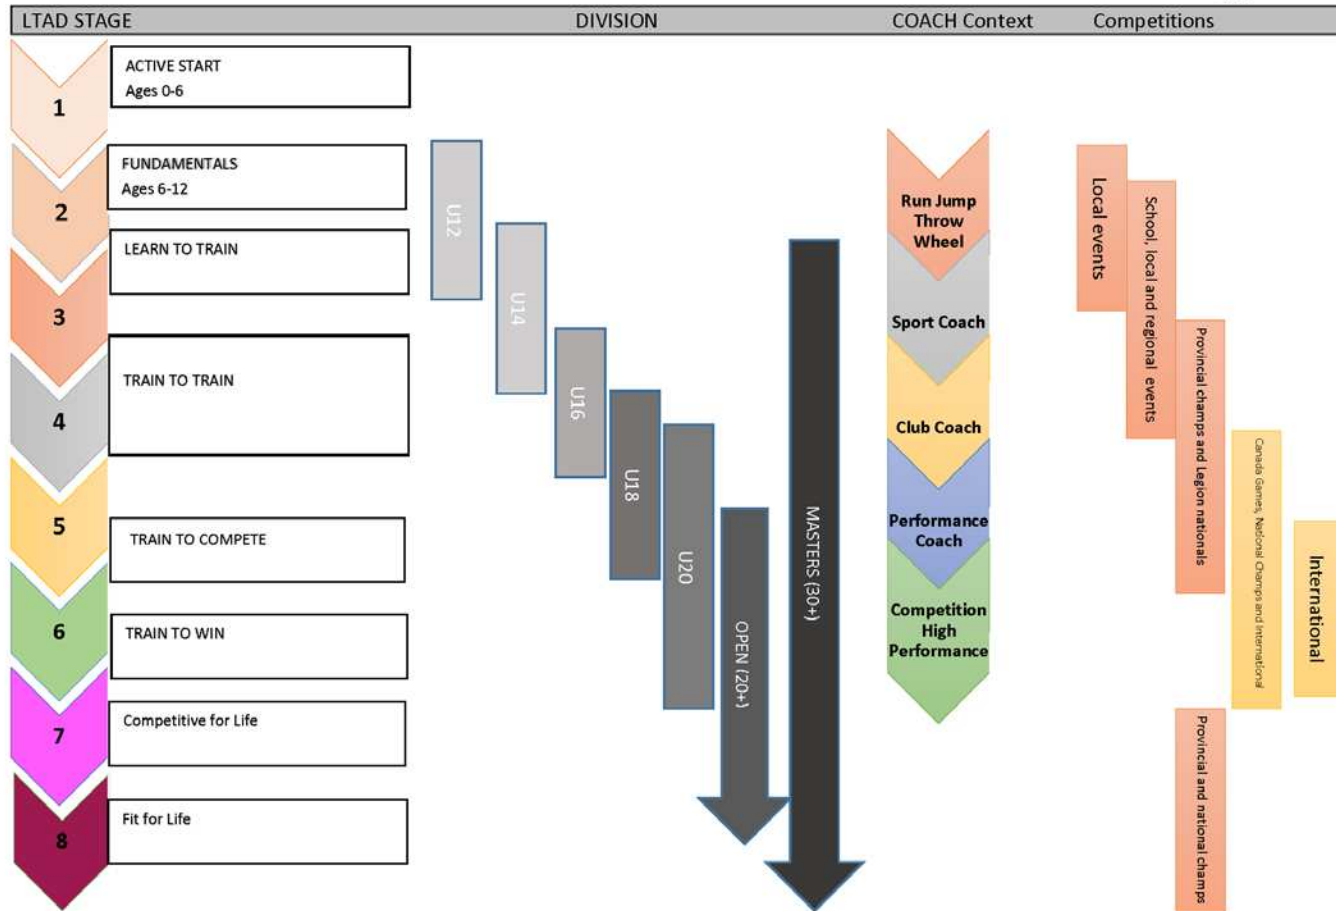 LTAD STAGE
DIVISION
COACH Context
Competitions
1
ACTIVE START
Ages 0-6
2
FUNDAMENTALS
Ages 6-12
3
LEARN TO TRAIN
4
TRAIN TO TRAIN
5
TRAIN TO COMPETE
6
TRAIN TO WIN
7
Competitive for Life
8
Fit for Life
U12
U14
U16
U18
U20
OPEN (20+)
MASTERS (30+)
Run Jump
Throw
Wheel
Sport Coach
Club Coach
Performance
Coach
Competition
High
Performance
Local events
School, local and regional events
Provincial champs and Legion nationals
Canada Games, National Champs and International
International
Provincial and national champs